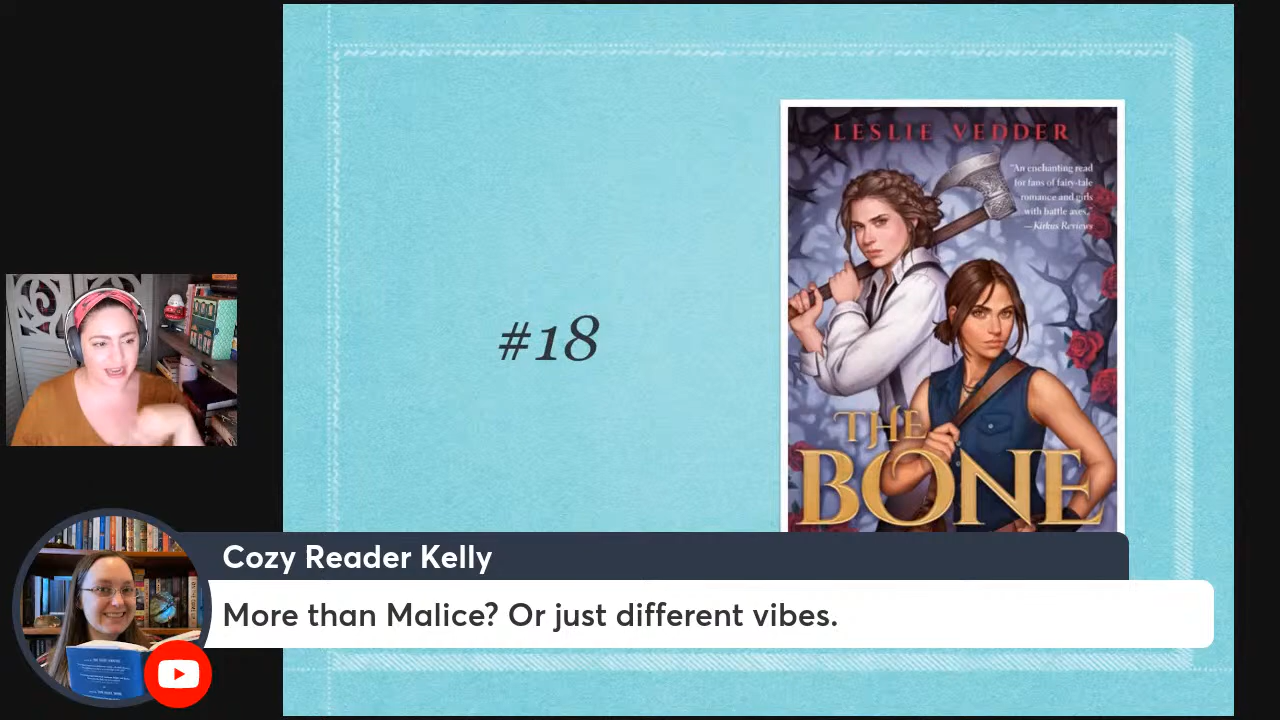 LESLIE VEDDER
"An enchanting read
for fans of fairy-tale
romance and girls
with battle axes."
—Kirkus Reviews
#18
THE
BONE
Cozy Reader Kelly
More than Malice? Or just different vibes.